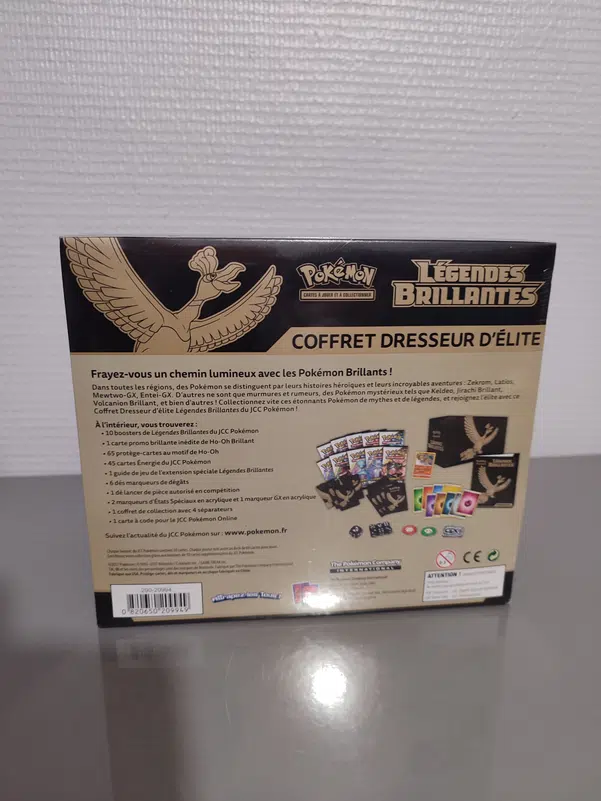 POKÉMON
CARTES À JOUER ET À COLLECTIONNER
LÉGENDES
BRILLANTES
COFFRET DRESSEUR D'ÉLITE
Frayez-vous un chemin lumineux avec les Pokémon Brillants !
Dans toutes les régions, des Pokémon se distinguent par leurs histoires héroïques et leurs incroyables aventures : Zekrom, Latios,
Mewtwo-GX, Entei-GX. D'autres ne sont que murmures et rumeurs, des Pokémon mystérieux tels que Keldeo, Jirachi Brillant,
Volcanion Brillant, et bien d'autres ! Collectionnez vite ces étonnants Pokémon de mythes et de légendes, et rejoignez l'élite avec ce
Coffret Dresseur d'élite Légendes Brillantes du JCC Pokémon !
À l'intérieur, vous trouverez :
• 10 boosters de Légendes Brillantes du JCC Pokémon
• 1 carte promo brillante inédite de Ho-Oh Brillant
• 65 protège-cartes au motif de Ho-Oh
• 45 cartes Énergie du JCC Pokémon
• 1 guide de jeu de l'extension spéciale Légendes Brillantes
• 6 dés marqueurs de dégâts
• 1 dé de lancer de pièce autorisé en compétition
• 2 marqueurs d'États Spéciaux en acrylique et 1 marqueur GX en acrylique
• 1 coffret de collection avec 4 séparateurs
• 1 carte à code pour le JCC Pokémon Online
Suivez l'actualité du JCC Pokémon sur : www.pokemon.fr
The Pokémon Company
INTERNATIONAL
ATTENTION !
290-20994
0 820650 209949
Attrapez-les Tous!
CE